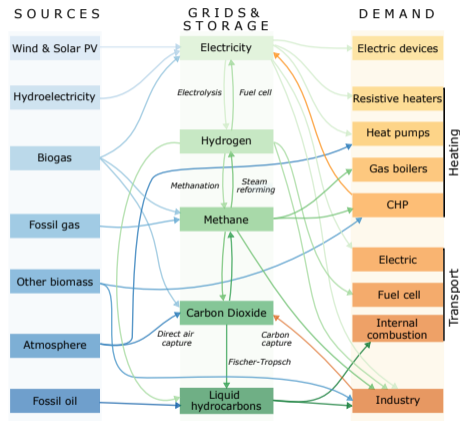 SOURCES
GRIDS&
STORAGE
DEMAND
Wind & Solar PV
Electricity
Electric devices
Electrolysis
Fuel cell
Hydroelectricity
Resistive heaters
Heat pumps
Hydrogen
Biogas
Gas boilers
Methanation
Steam
reforming
CHP
Heating
Fossil gas
Methane
Electric
Other biomass
Fuel cell
Carbon Dioxide
Internal
combustion
Transport
Atmosphere
Direct air
capture
Carbon
capture
Fischer-Tropsch
Fossil oil
Liquid
hydrocarbons
Industry